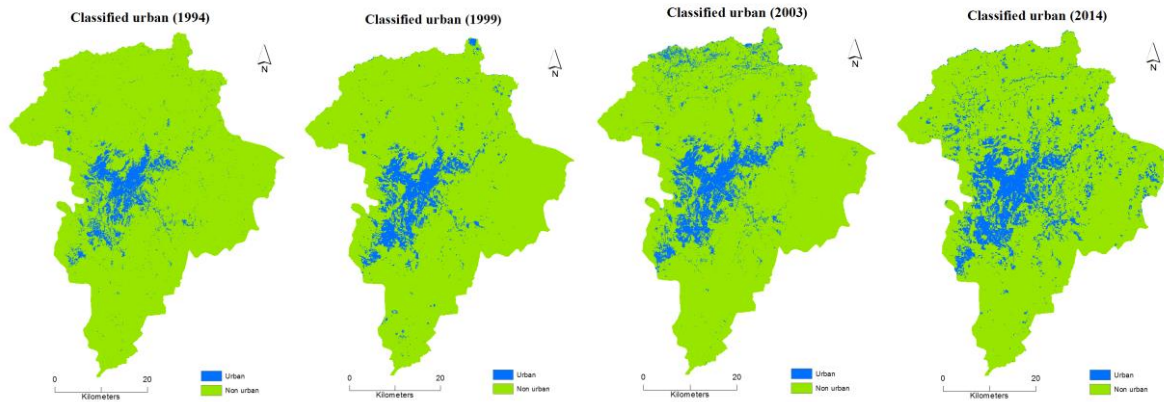 Classified urban (1994)
N
Urban
Non urban
0 20
Kilometers
Classified urban (1999)
N
Urban
Non urban
0 20
Kilometers
Classified urban (2003)
N
Urban
Non urban
0 20
Kilometers
Classified urban (2014)
N
Urban
Non urban
0 20
Kilometers